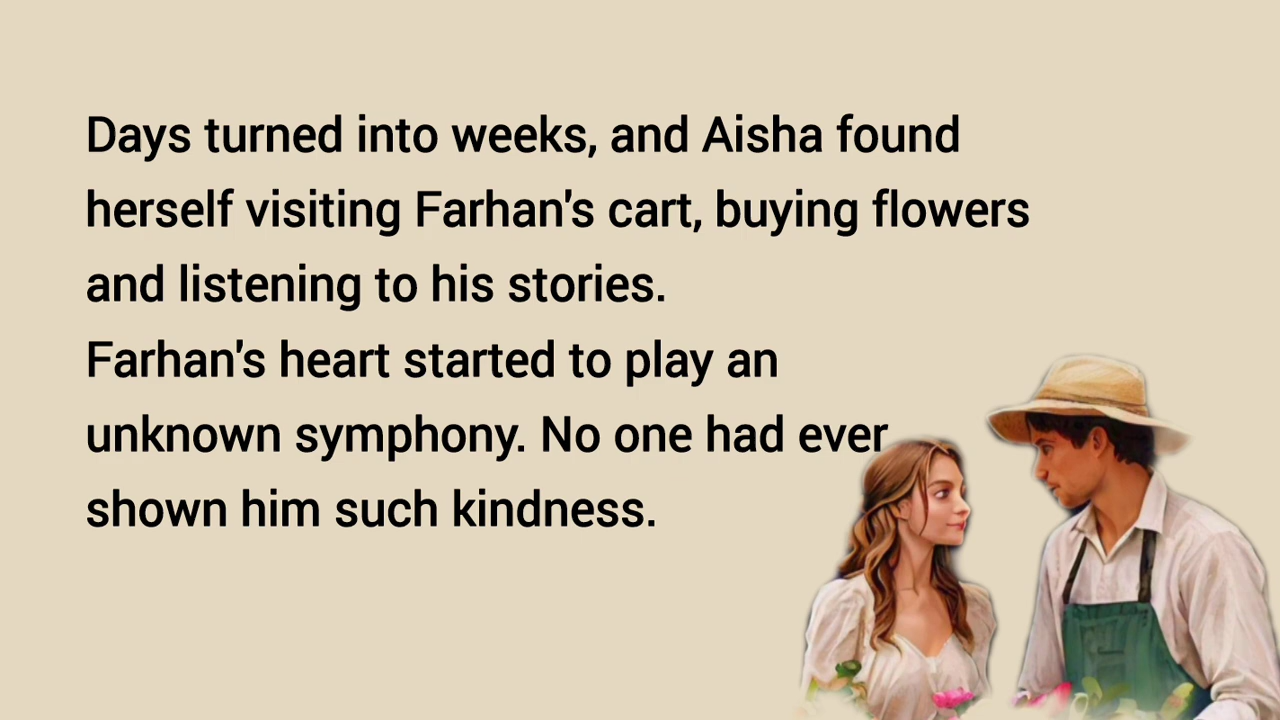 Days turned into weeks, and Aisha found
herself visiting Farhan's cart, buying flowers
and listening to his stories.
Farhan's heart started to play an
unknown symphony. No one had ever
shown him such kindness.